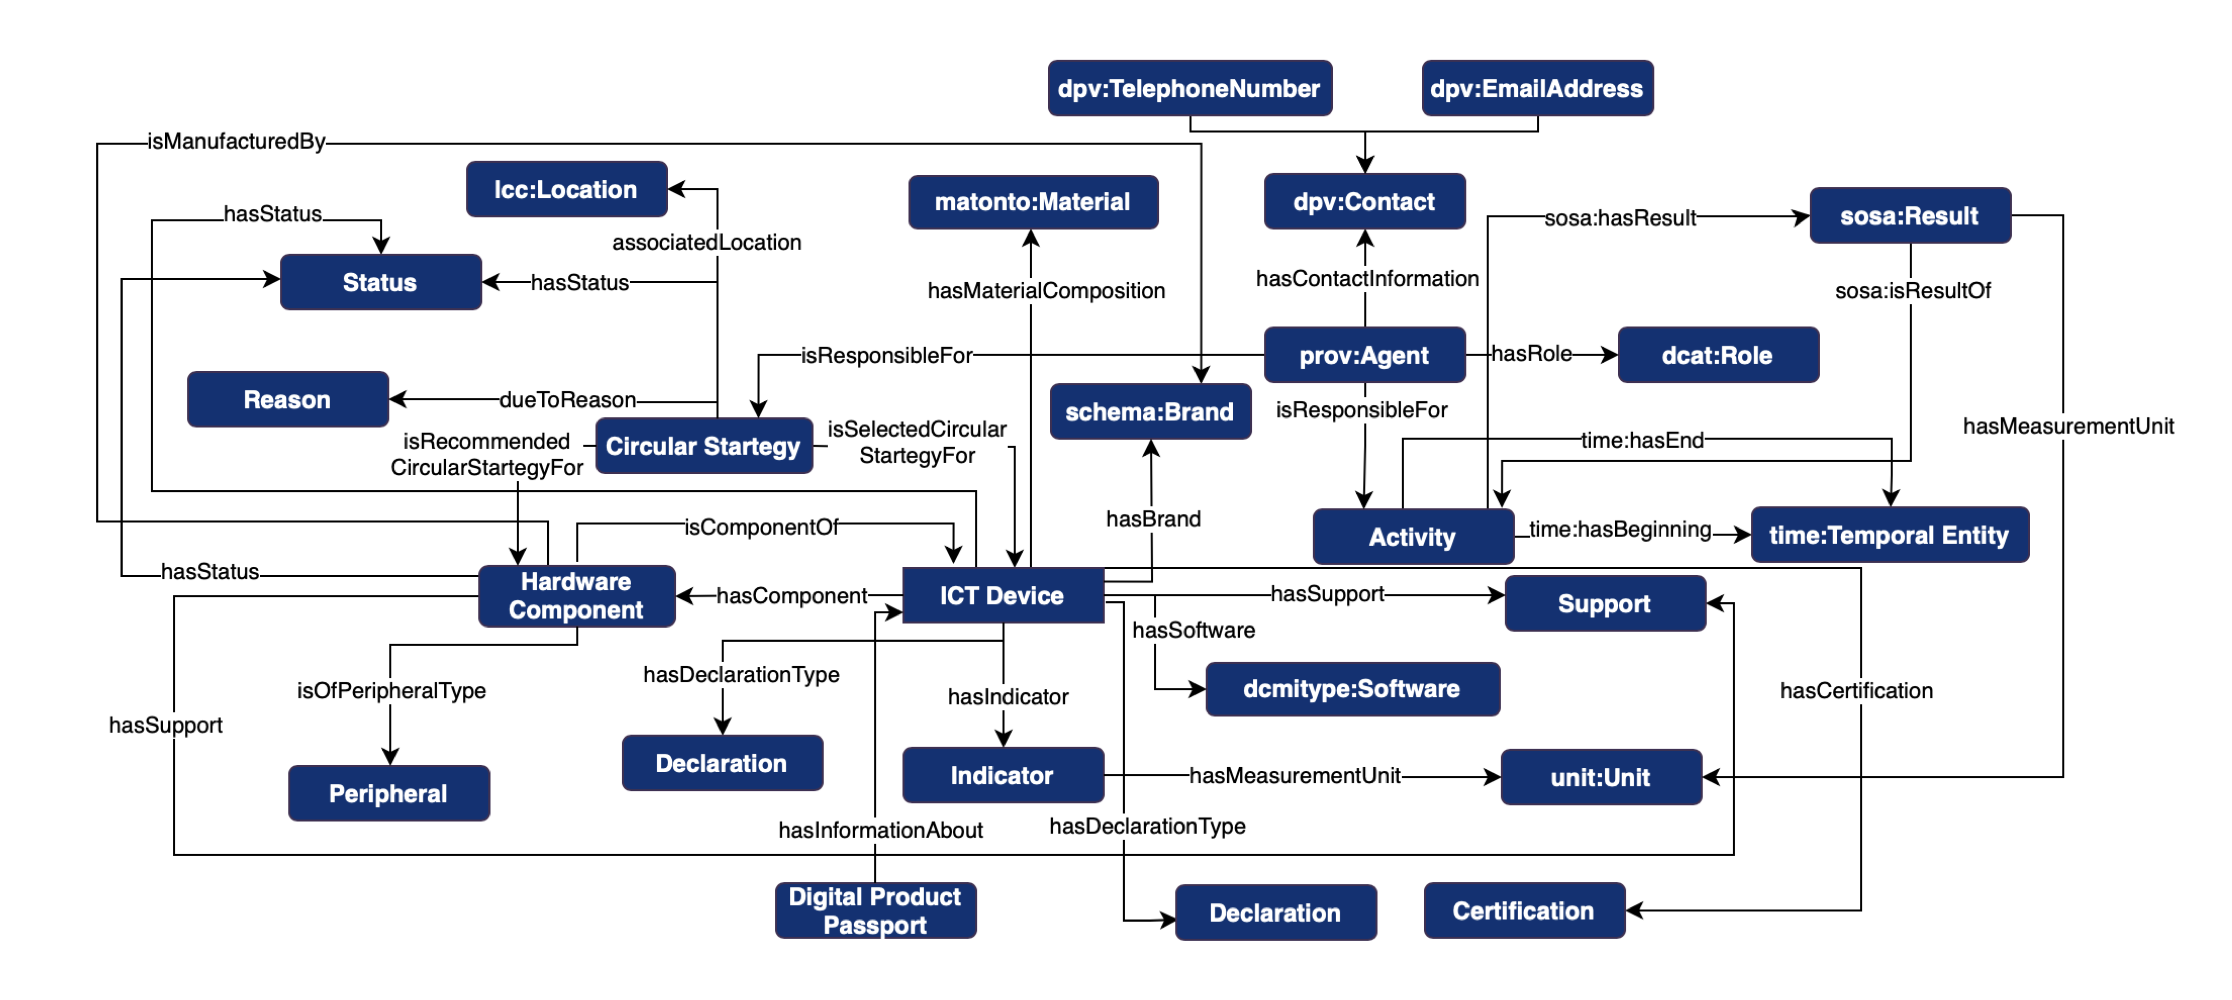 dpv:TelephoneNumber
dpv:EmailAddress
isManufacturedBy
lcc:Location
matonto:Material
dpv:Contact
sosa:Result
hasStatus
sosa:hasResult
associatedLocation
Status
hasStatus
hasMaterialComposition
hasContactInformation
sosa:isResultOf
isResponsibleFor
prov:Agent
hasRole
dcat:Role
Reason
dueToReason
schema:Brand
isResponsibleFor
hasMeasurementUnit
isRecommended
CircularStartegyFor
Circular Startegy
isSelectedCircular
StartegyFor
time:hasEnd
isComponentOf
hasBrand
Activity
time:hasBeginning
time:Temporal Entity
hasStatus
Hardware
Component
hasComponent
ICT Device
hasSupport
Support
hasSoftware
isOfPeripheralType
hasDeclarationType
hasIndicator
dcmitype:Software
hasCertification
hasSupport
Peripheral
Declaration
Indicator
hasMeasurementUnit
unit:Unit
hasInformationAbout
hasDeclarationType
Digital Product
Passport
Declaration
Certification